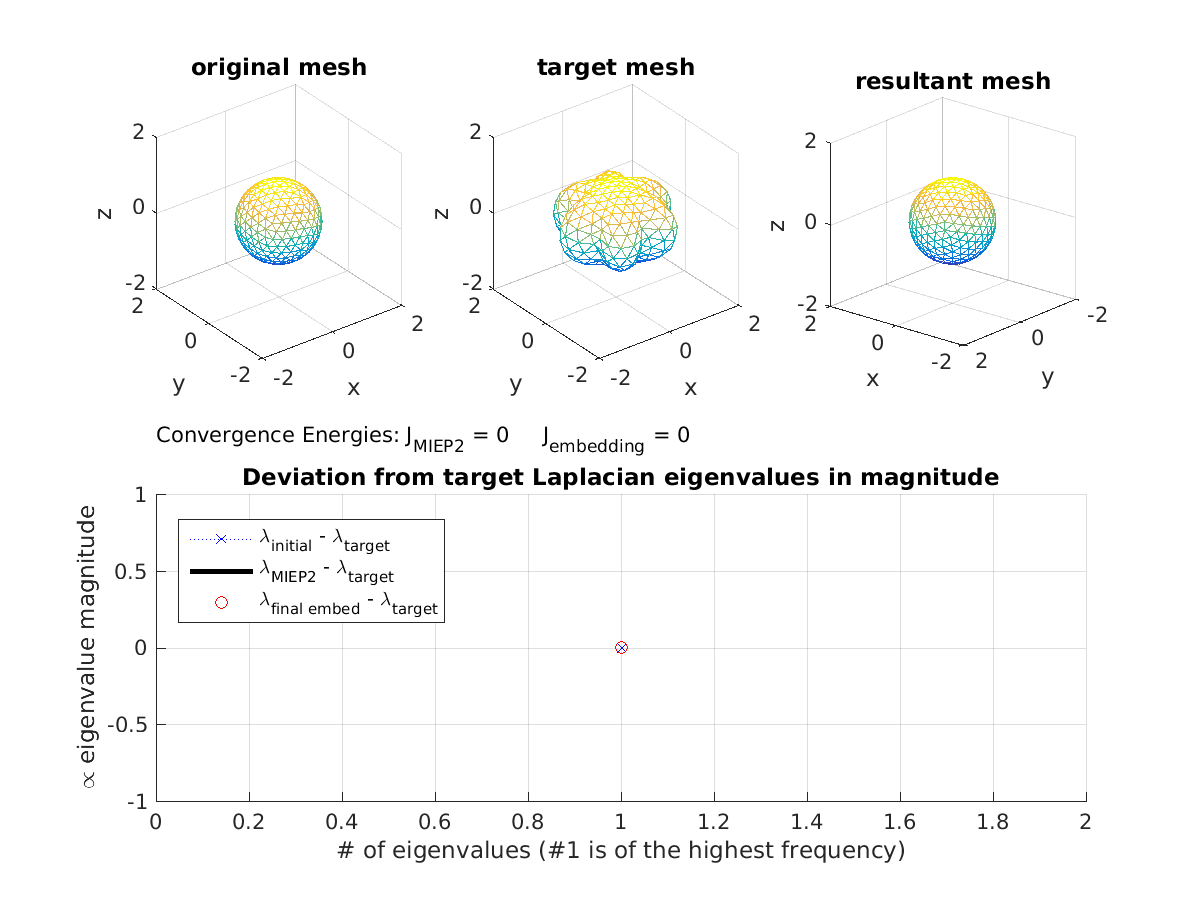 original mesh
target mesh
resultant mesh
2
0
-2
z
2
0
-2
y
-2
0
2
x
2
0
-2
z
2
0
-2
y
-2
0
2
x
2
0
-2
z
2
0
-2
x
2
0
-2
y
Convergence Energies: J_MIEP2 = 0 J_embedding = 0
Deviation from target Laplacian eigenvalues in magnitude
λ_initial - λ_target
λ_MIEP2 - λ_target
λ_final embed - λ_target
1
0.5
0
-0.5
-1
∝ eigenvalue magnitude
0 0.2 0.4 0.6 0.8 1 1.2 1.4 1.6 1.8 2
# of eigenvalues (#1 is of the highest frequency)